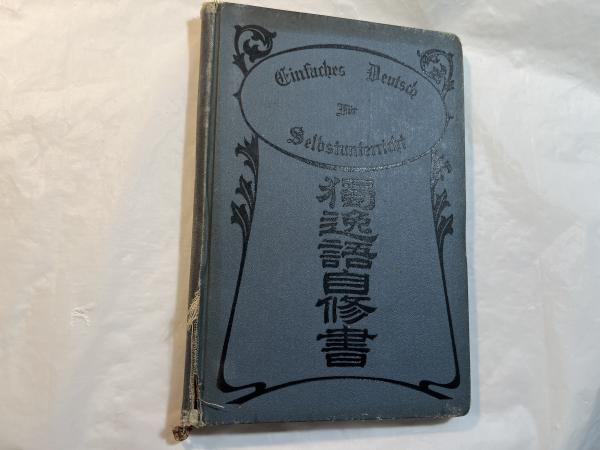 Einfaches Deutsch
Für
Selbstunterricht
獨逸語自修書